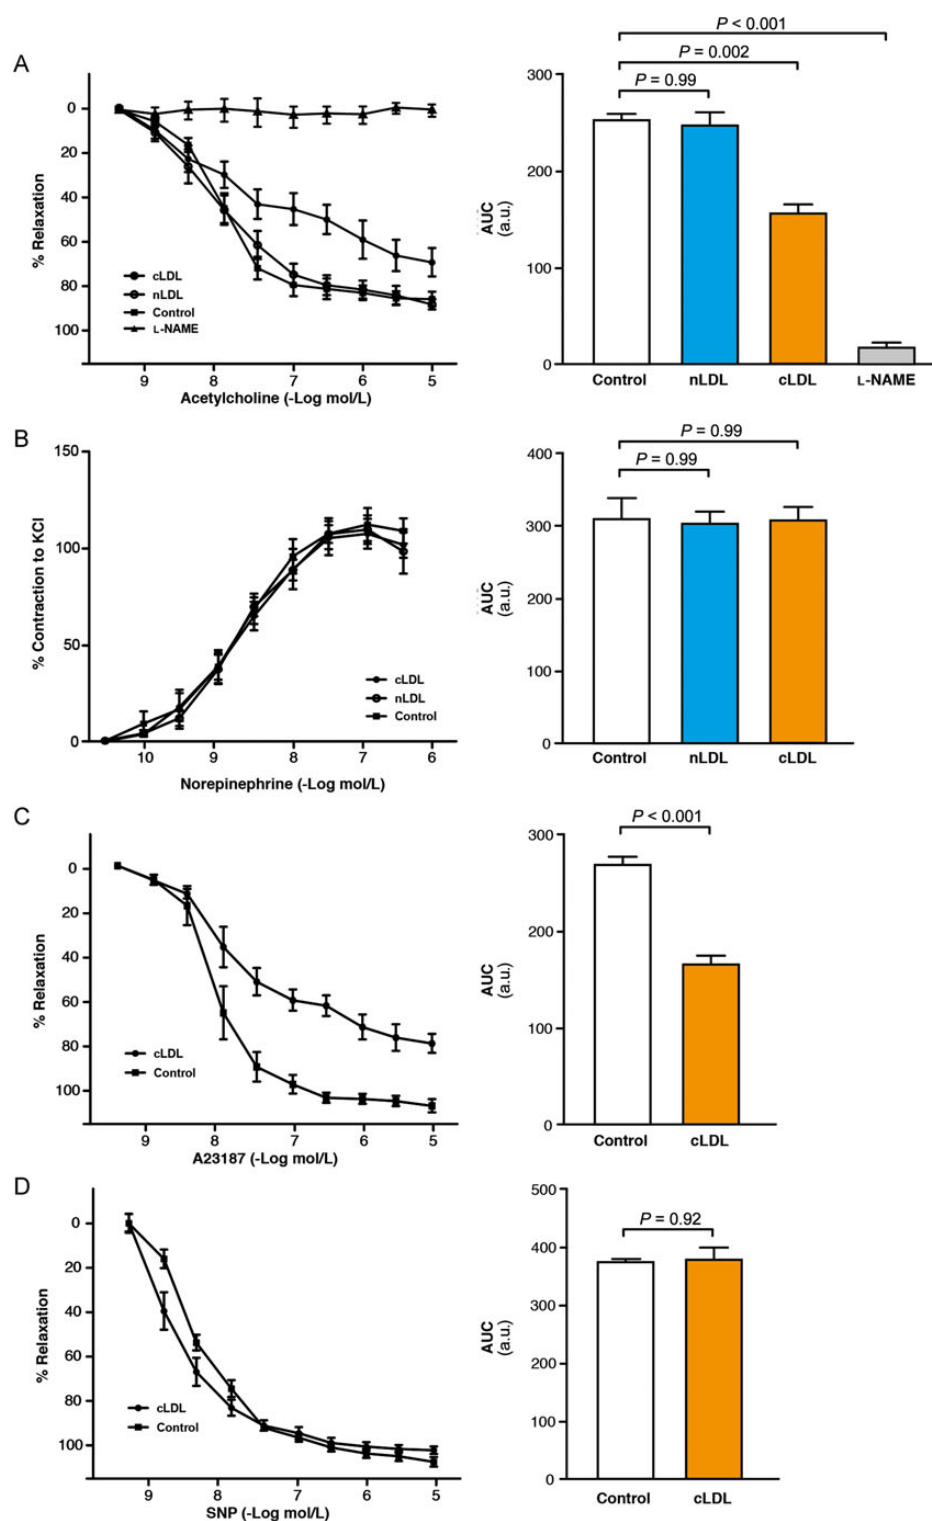 A
% Relaxation
0
20
40
60
80
100
cLDL
nLDL
Control
L-NAME
9 8 7 6 5
Acetylcholine (-Log mol/L)
P < 0.001
P = 0.002
P = 0.99
AUC
(a.u.)
300
200
100
0
Control nLDL cLDL L-NAME
B
% Contraction to KCl
150
100
50
0
cLDL
nLDL
Control
10 9 8 7 6
Norepinephrine (-Log mol/L)
P = 0.99
P = 0.99
AUC
(a.u.)
400
300
200
100
0
Control nLDL cLDL
C
% Relaxation
0
20
40
60
80
100
cLDL
Control
9 8 7 6 5
A23187 (-Log mol/L)
P < 0.001
AUC
(a.u.)
300
200
100
0
Control cLDL
D
% Relaxation
0
20
40
60
80
100
cLDL
Control
9 8 7 6 5
SNP (-Log mol/L)
P = 0.92
AUC
(a.u.)
500
400
300
200
100
0
Control cLDL